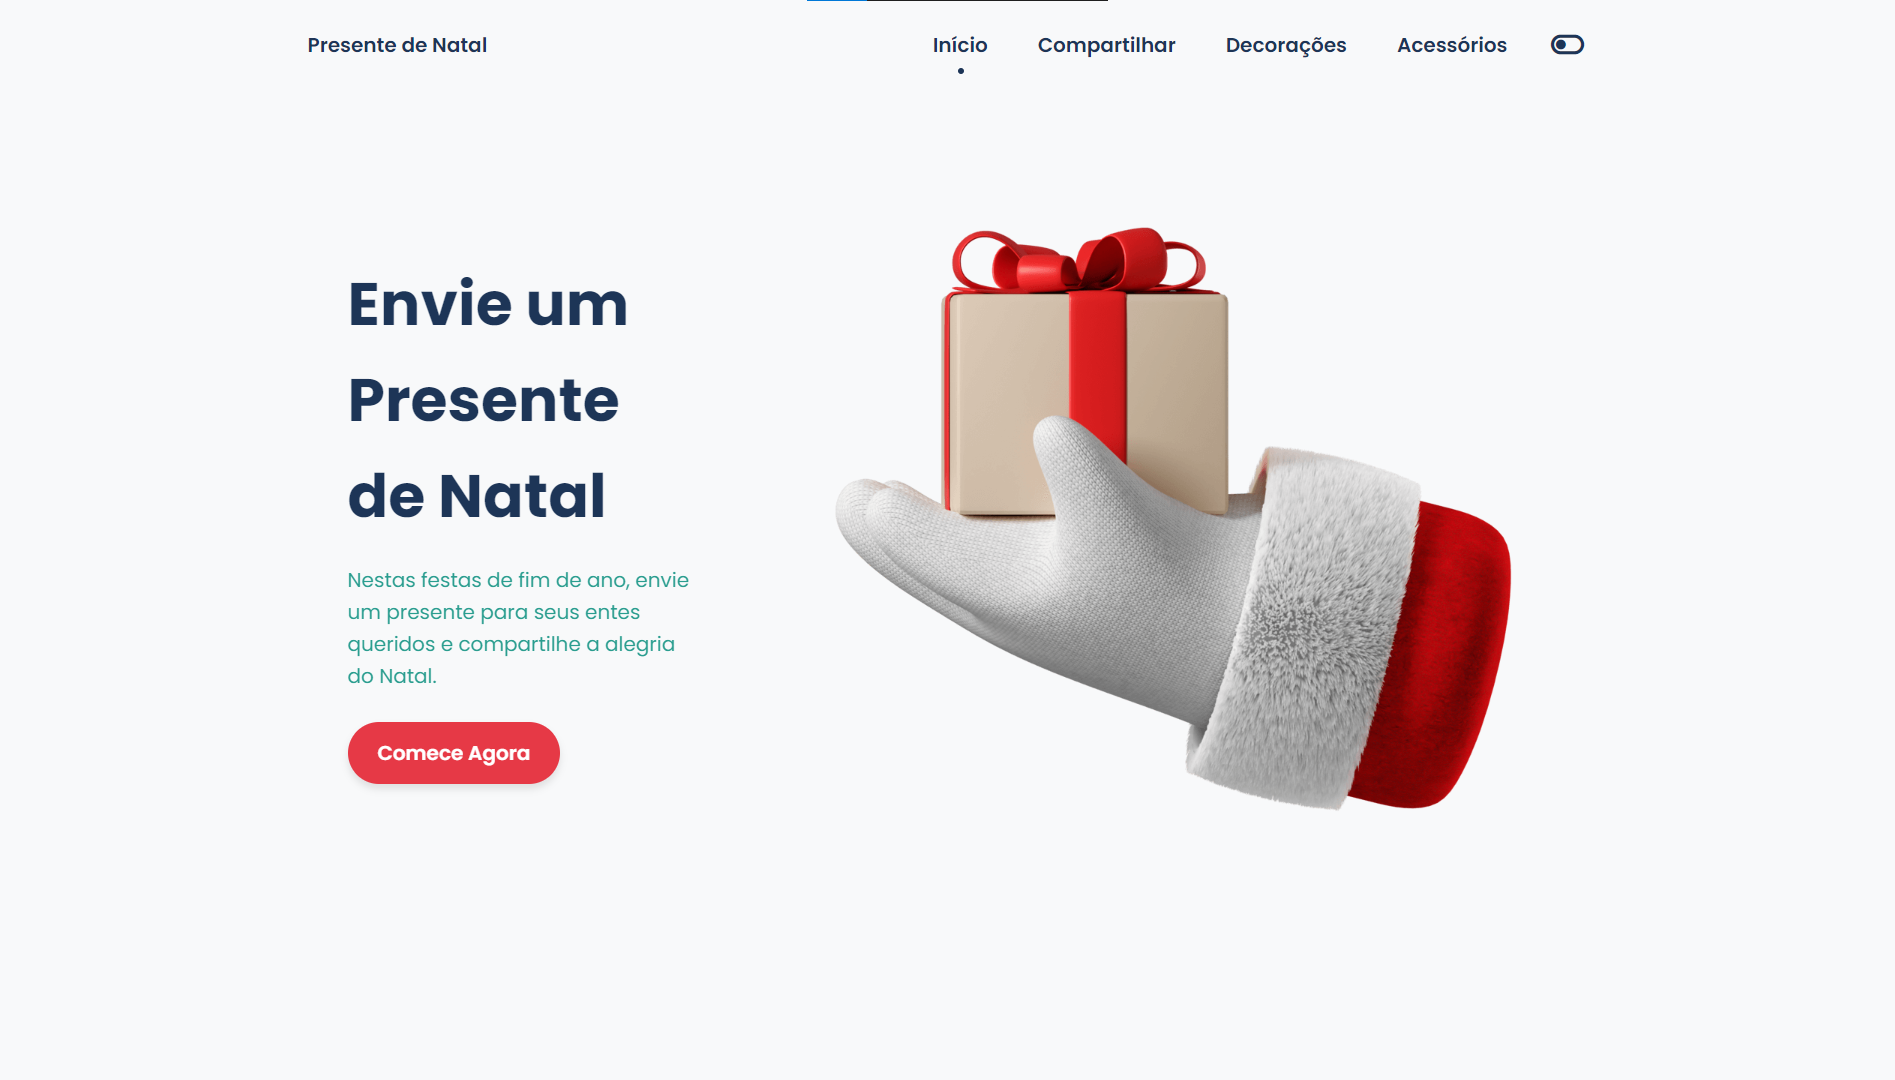 Presente de Natal
Início
Compartilhar
Decorações
Acessórios
Envie um
Presente
de Natal
Nestas festas de fim de ano, envie
um presente para seus entes
queridos e compartilhe a alegria
do Natal.
Comece Agora